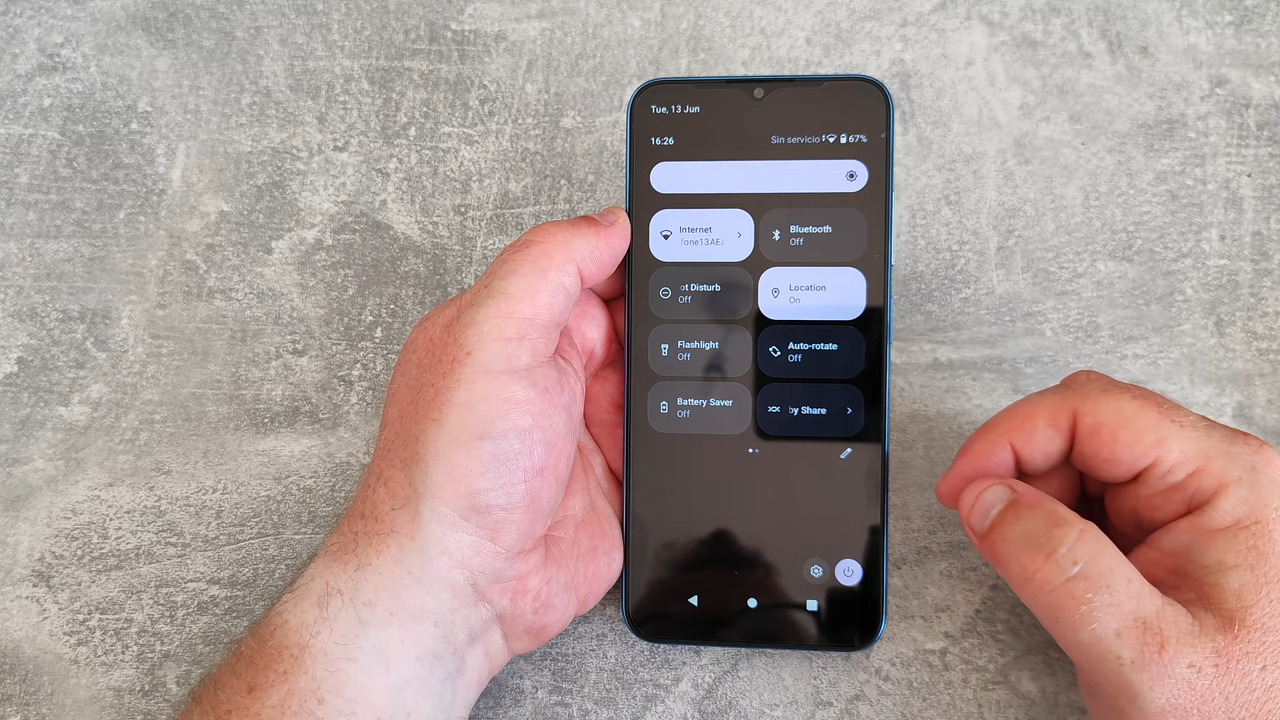 Tue, 13 Jun
16:26 Sin servicio 67%
Internet
fone13AE
Bluetooth
Off
ot Disturb
Off
Location
On
Flashlight
Off
Auto-rotate
Off
Battery Saver
Off
by Share